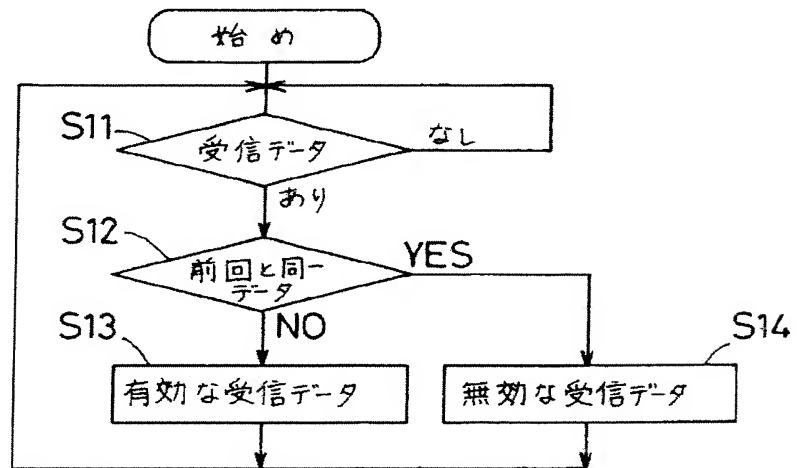 始め
S11
受信データ
なし
あり
S12
前回と同一
データ
YES
NO
S13
有効な受信データ
S14
無効な受信データ